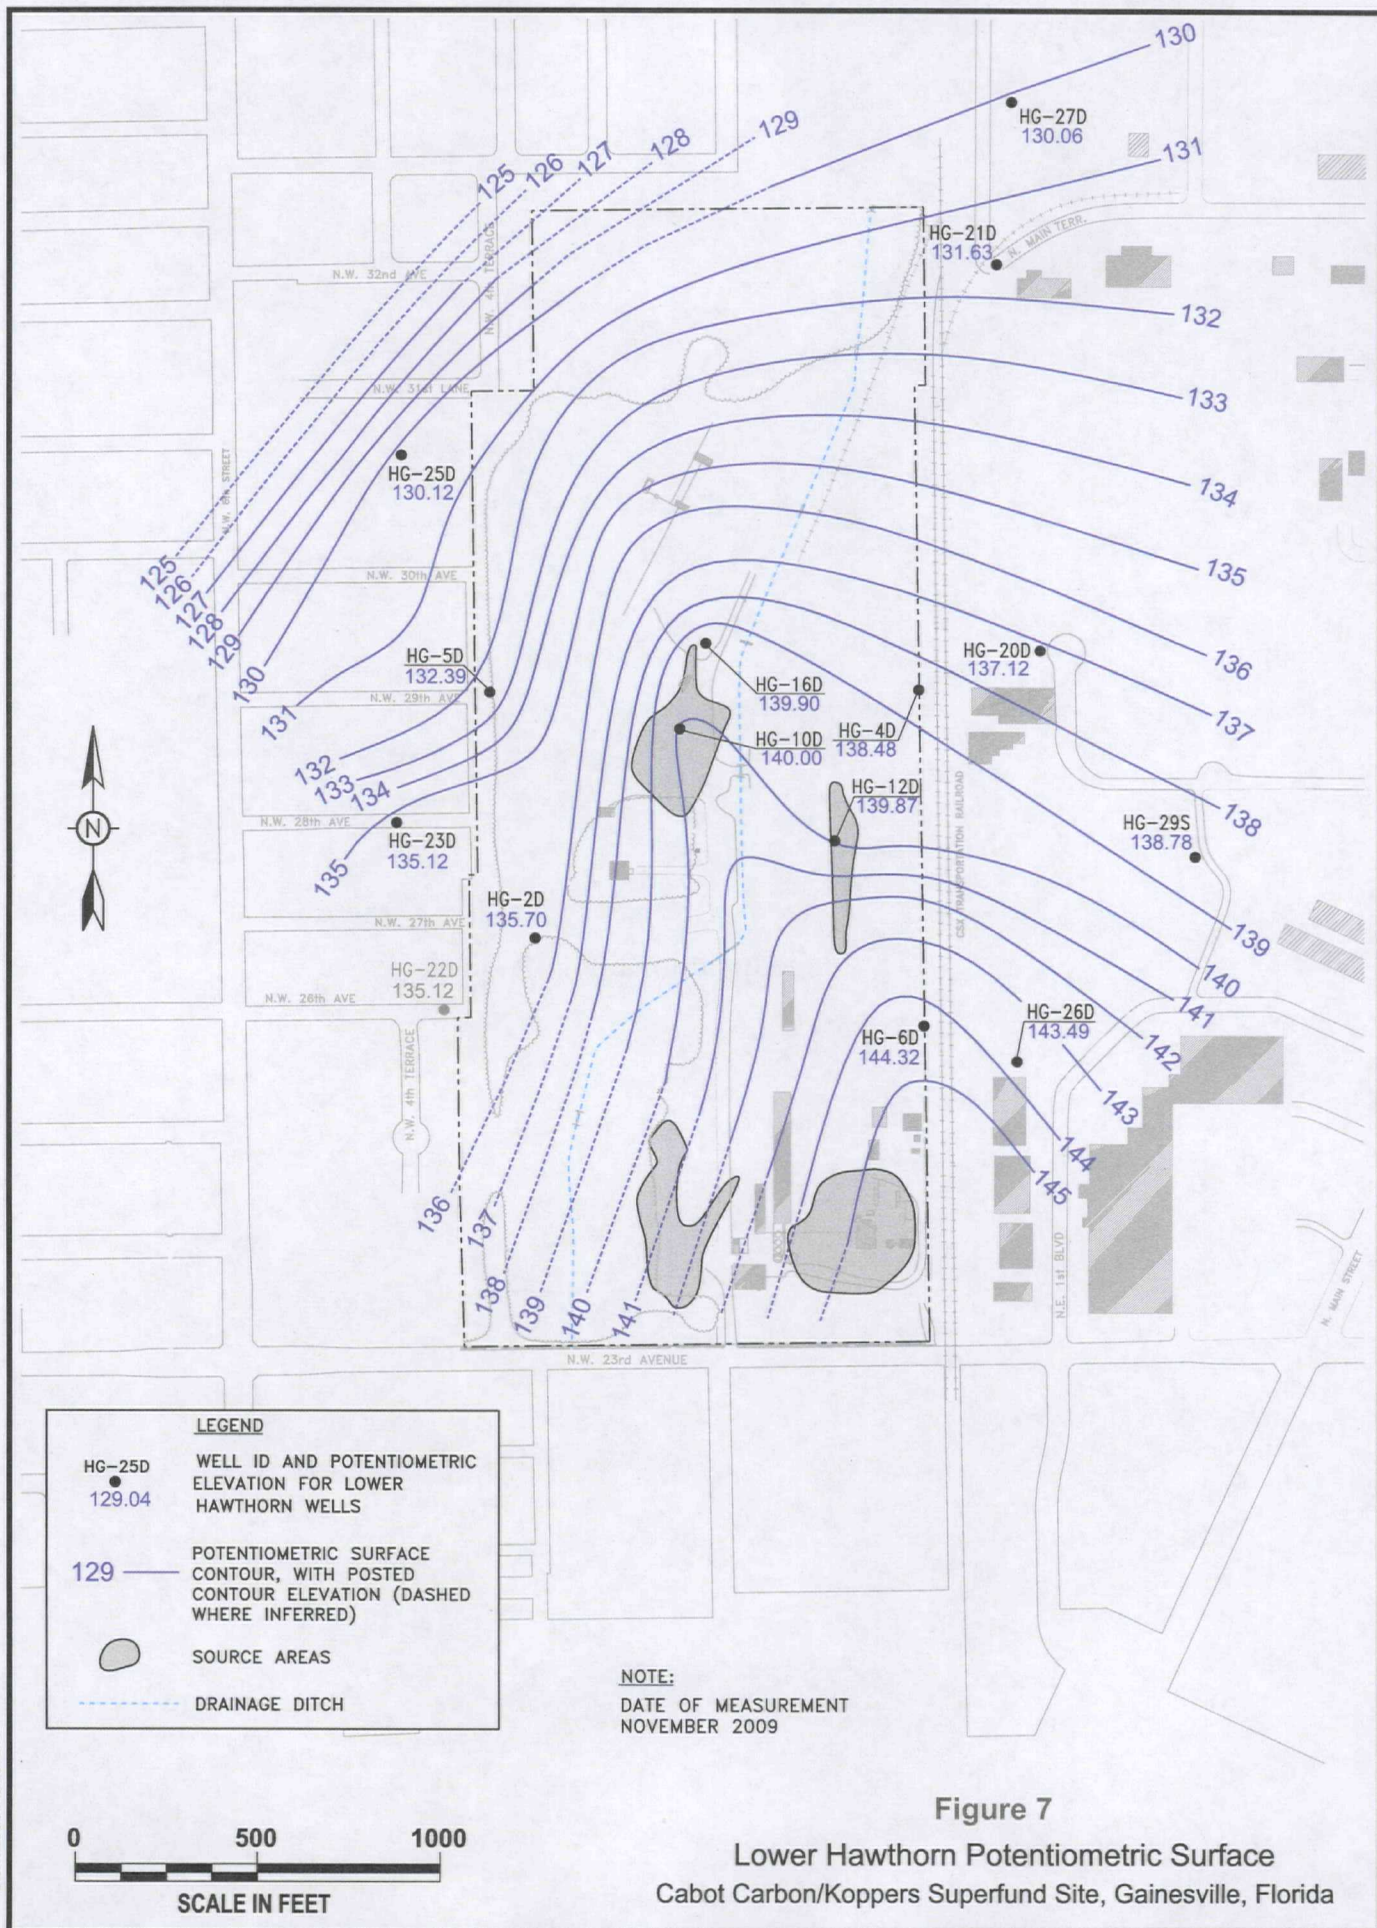 130
HG-27D
130.06
129
128
127
126
125
131
HG-21D
131.63
N. MAIN TERR.
N.W. 32nd AVE
N.W. 4th TERRACE
132
N.W. 31st LANE
133
HG-25D
130.12
N.W. 6th STREET
134
135
125
126
127
128
129
130
N.W. 30th AVE
136
HG-5D
132.39
N.W. 29th AVE
HG-20D
137.12
HG-16D
139.90
131
137
HG-10D
140.00
HG-4D
138.48
132
133
134
HG-12D
139.87
CSX TRANSPORTATION RAILROAD
138
N
N.W. 28th AVE
HG-23D
135.12
HG-29S
138.78
135
HG-2D
135.70
N.W. 27th AVE
139
HG-22D
135.12
N.W. 26th AVE
140
141
HG-26D
143.49
HG-6D
144.32
142
N.W. 4th TERRACE
143
144
145
136
137
138
139
140
141
N.E. 1st BLVD
N. MAIN STREET
N.W. 23rd AVENUE
LEGEND
HG-25D
129.04
WELL ID AND POTENTIOMETRIC
ELEVATION FOR LOWER
HAWTHORN WELLS
129
POTENTIOMETRIC SURFACE
CONTOUR, WITH POSTED
CONTOUR ELEVATION (DASHED
WHERE INFERRED)
SOURCE AREAS
DRAINAGE DITCH
NOTE:
DATE OF MEASUREMENT
NOVEMBER 2009
0 500 1000
SCALE IN FEET
Figure 7
Lower Hawthorn Potentiometric Surface
Cabot Carbon/Koppers Superfund Site, Gainesville, Florida